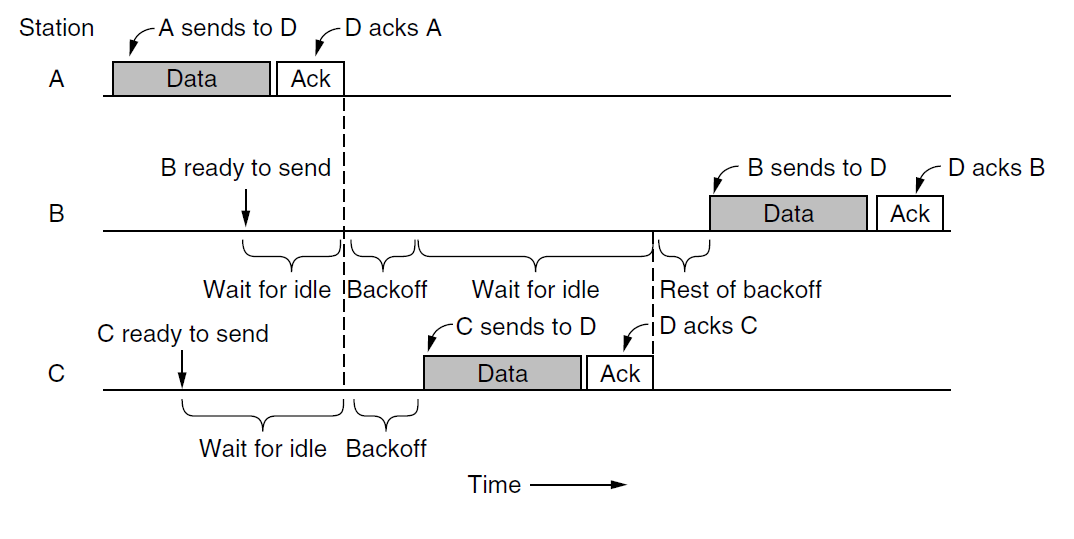 Station
A sends to D
D acks A
A
Data
Ack
B ready to send
B sends to D
D acks B
B
Data
Ack
Wait for idle
Backoff
Wait for idle
Rest of backoff
C ready to send
C sends to D
D acks C
C
Data
Ack
Wait for idle
Backoff
Time